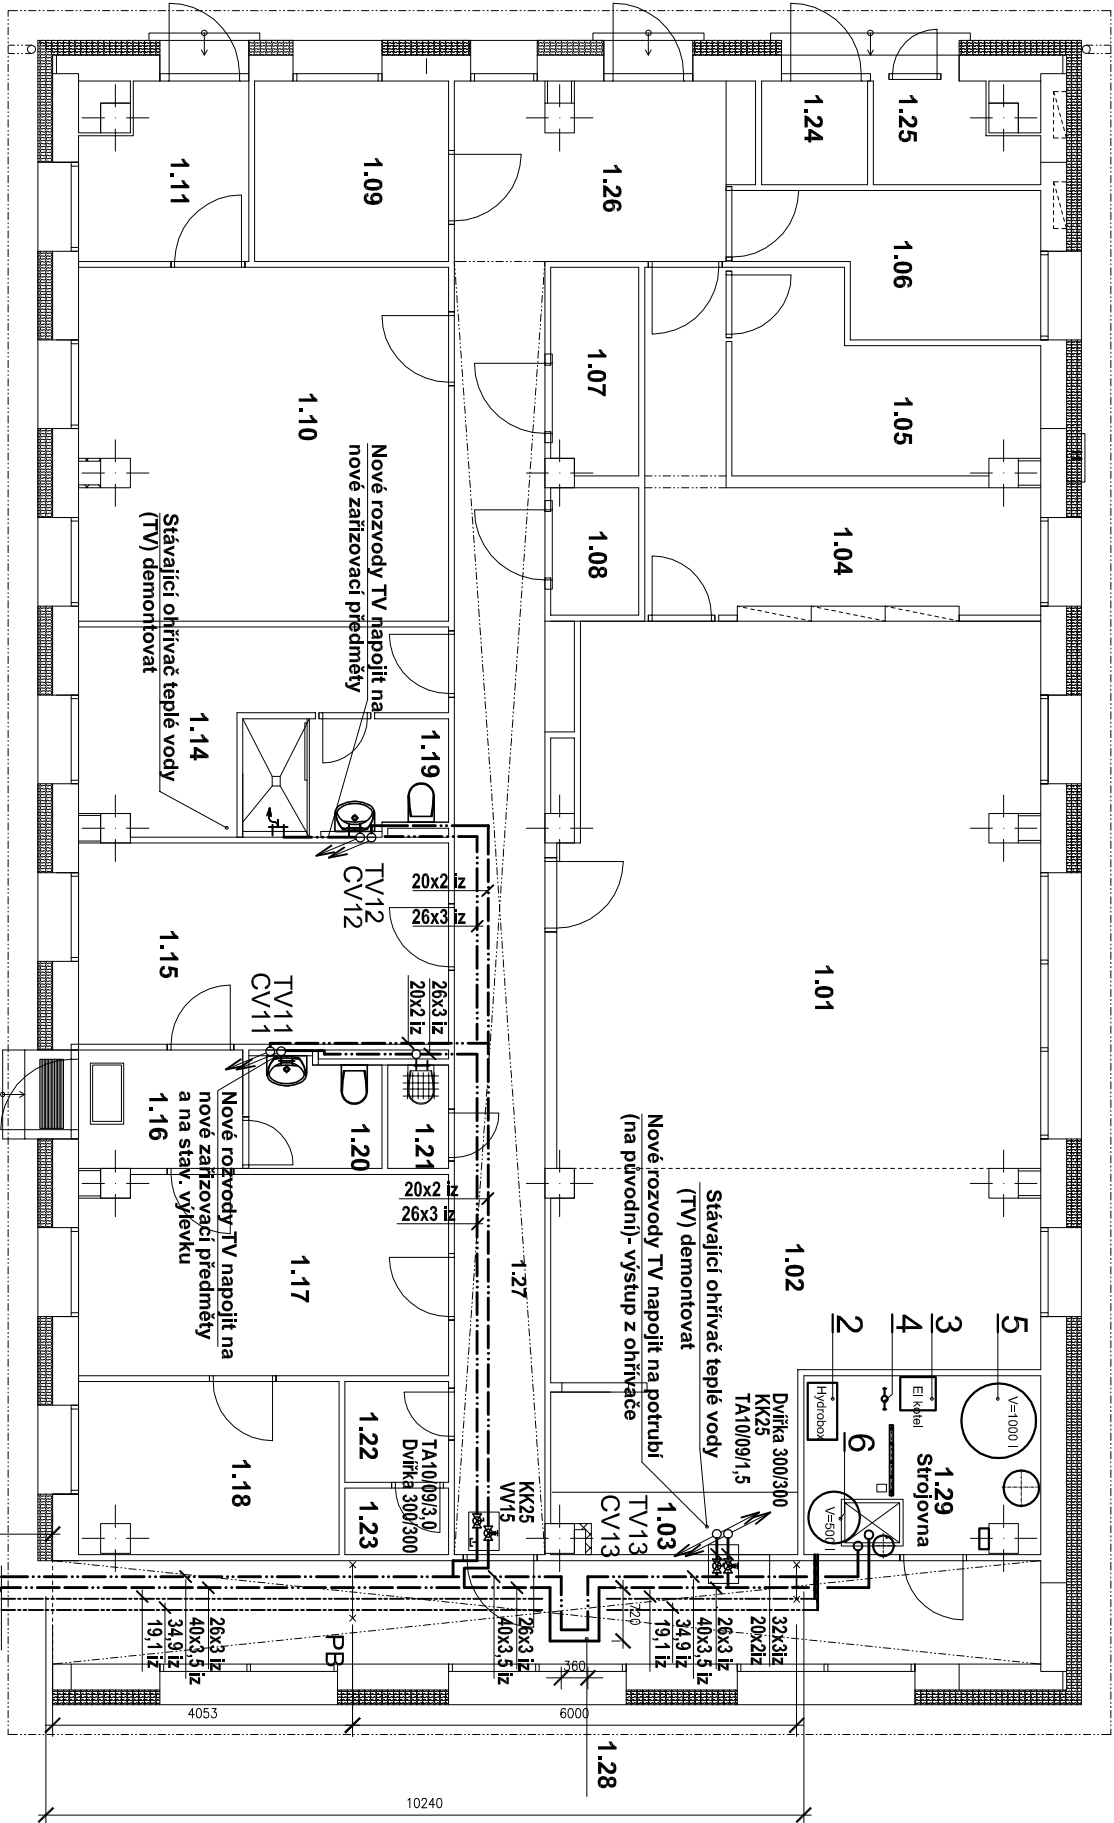 1.25
1.24
1.26
1.09
1.11
1.06
1.05
1.07
1.10
1.04
1.08
Nové rozvody TV napojit na
nové zařizovací předměty
Stávající ohřívač teplé vody
(TV) demontovat
1.14
1.19
TV12
CV12
20x2 iz
26x3 iz
1.01
1.15
TV11
CV11
26x3 iz
20x2 iz
1.16
1.20
1.21
Nové rozvody TV napojit na
nové zařizovací předměty
a na stav. výlevku
20x2 iz
26x3 iz
1.17
1.27
1.02
Stávající ohřívač teplé vody
(TV) demontovat
Nové rozvody TV napojit na potrubí
(na původní)- výstup z ohřívače
5
3
4
2
6
V=1000 l
El kotel
Hydrobox
V=500 l
1.29
Strojovna
Dvířka 300/300
KK25
TA10/09/1,5
1.03
TV13
CV13
KK25
VV15
TA10/09/3,0
Dvířka 300/300
1.22
1.23
1.18
32x3iz
20x2iz
26x3 iz
40x3,5 iz
34,9 iz
19,1 iz
720
360
26x3 iz
40x3,5 iz
PB
26x3 iz
40x3,5 iz
34,9 iz
19,1 iz
4053
6000
1.28
10240